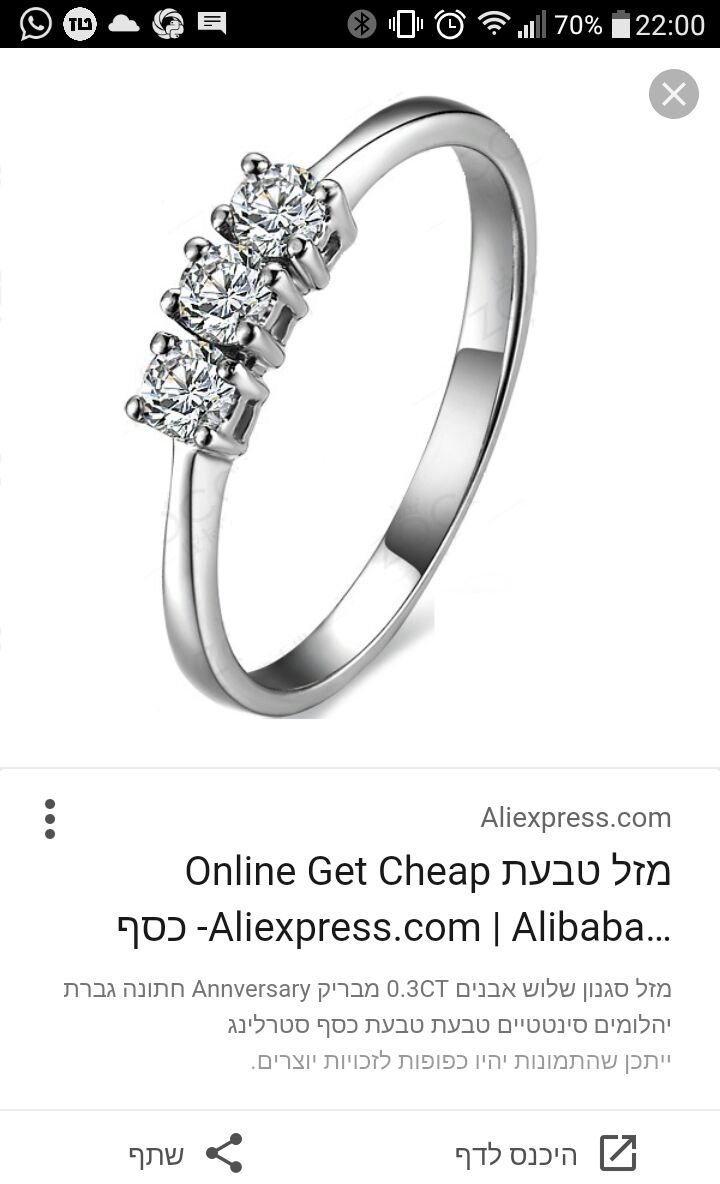 TL
70% 22:00
Aliexpress.com
מזל טבעת Online Get Cheap
כסף -Aliexpress.com | Alibaba...
מזל סגנון שלוש אבנים 0.3CT מבריק Annversary חתונה גברת
יהלומים סינטטיים טבעת טבעת כסף סטרלינג
ייתכן שהתמונות יהיו כפופות לזכויות יוצרים.
היכנס לדף
שתף